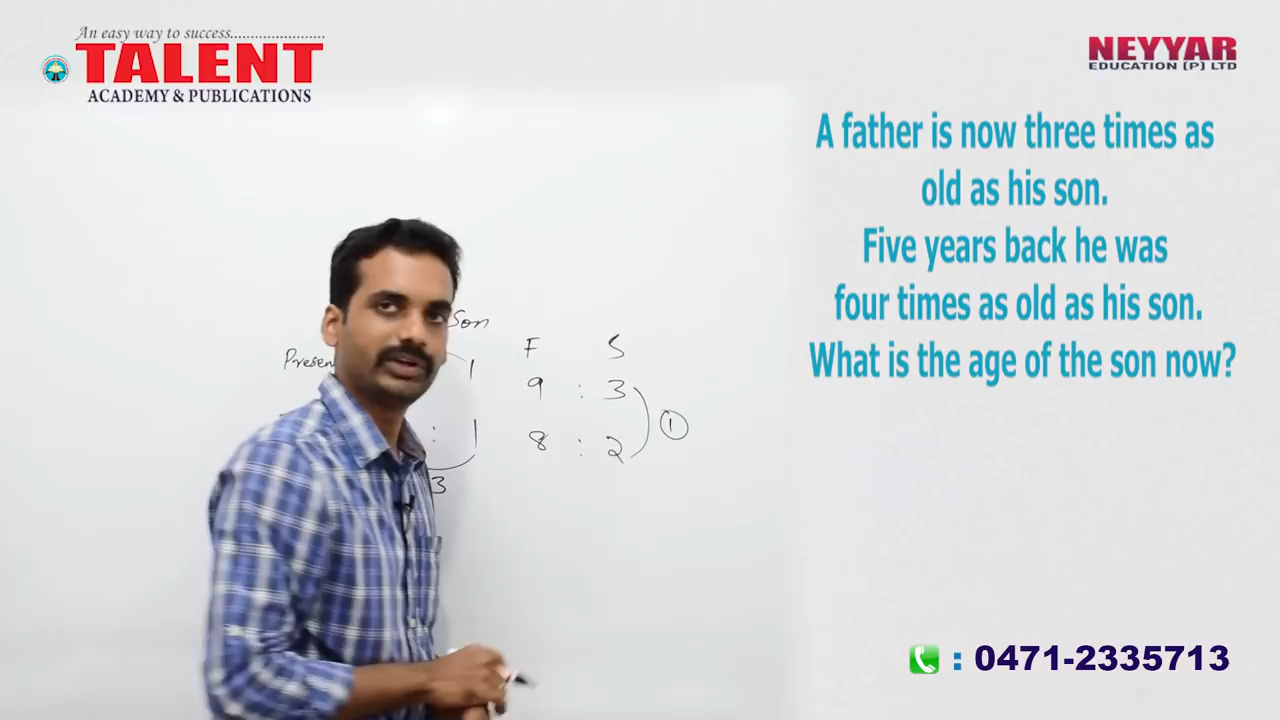 An easy way to success.......................
TALENT
ACADEMY & PUBLICATIONS
NEYYAR
EDUCATION (P) LTD
A father is now three times as
old as his son.
Five years back he was
four times as old as his son.
What is the age of the son now?
Son
F S
1
9 : 3
1
: 1
8 : 2
3
: 0471-2335713